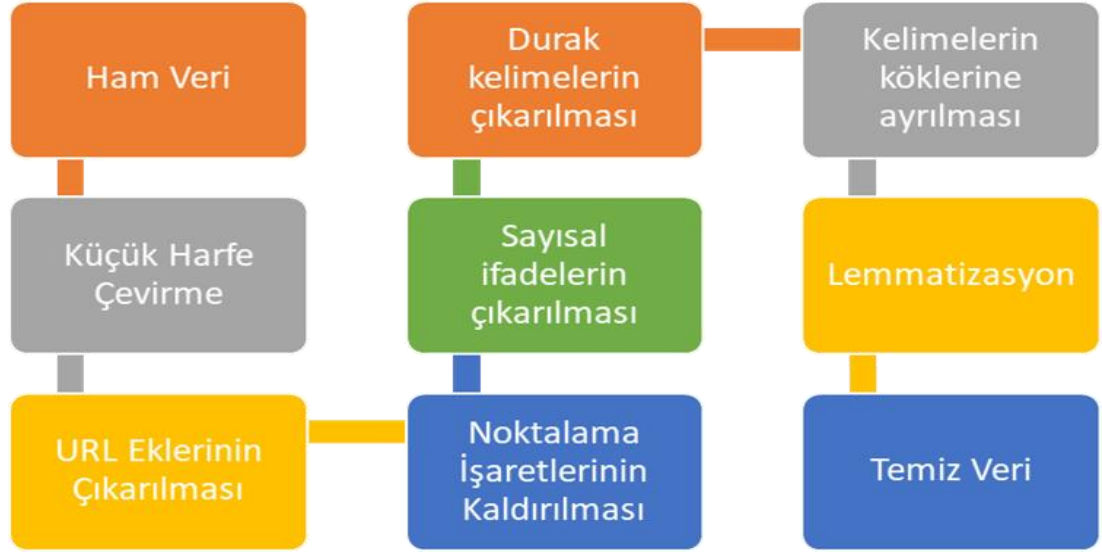 Ham Veri
Küçük Harfe
Çevirme
URL Eklerinin
Çıkarılması
Noktalama
İşaretlerinin
Kaldırılması
Sayısal
ifadelerin
çıkarılması
Durak
kelimelerin
çıkarılması
Kelimelerin
köklerine
ayrılması
Lemmatizasyon
Temiz Veri